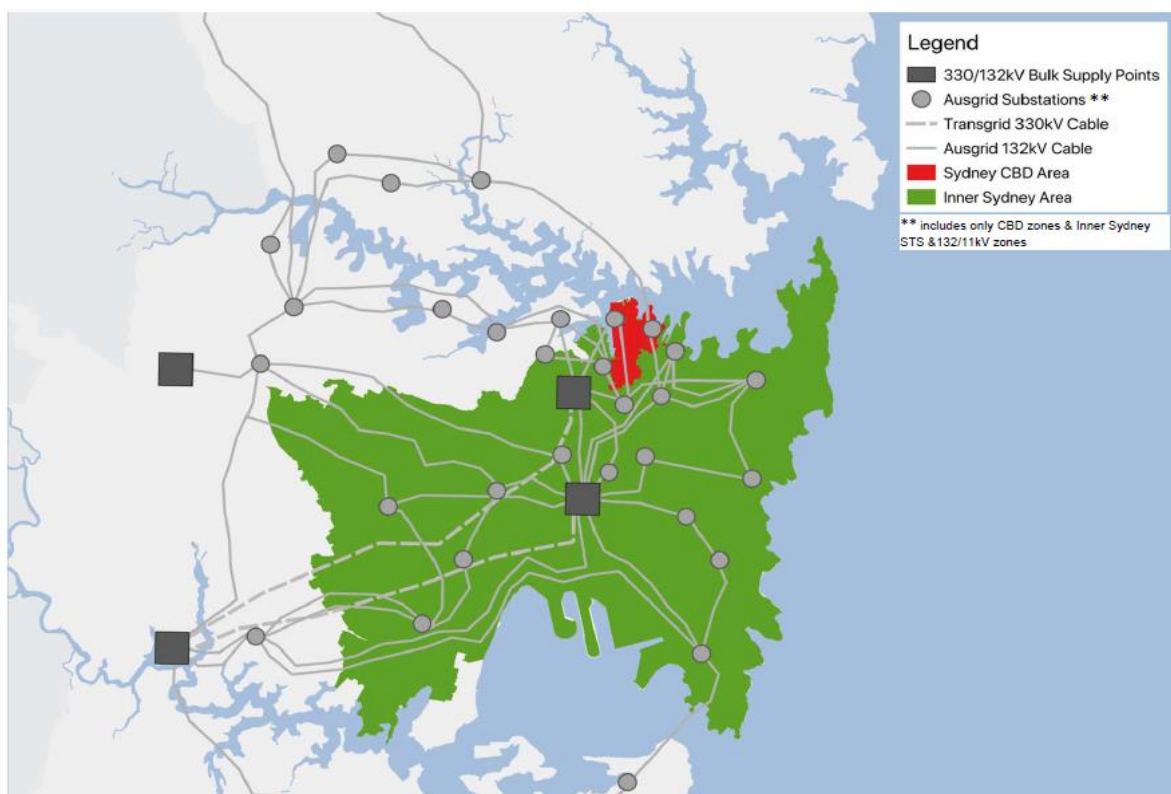 Legend
330/132kV Bulk Supply Points
Ausgrid Substations **
Transgrid 330kV Cable
Ausgrid 132kV Cable
Sydney CBD Area
Inner Sydney Area
** includes only CBD zones & Inner Sydney
STS &132/11kV zones